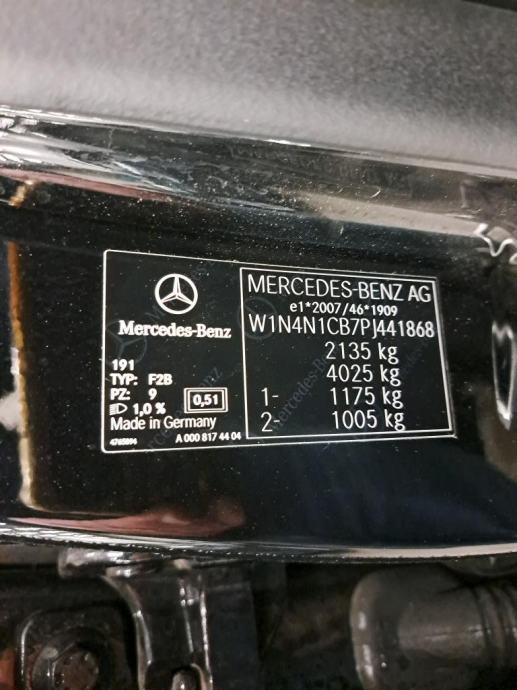 Mercedes-Benz
191
TYP: F2B
PZ: 9
1,0 %
0,51
Made in Germany
4765894
A 000 817 44 04
MERCEDES-BENZ AG
e1*2007/46*1909
W1N4N1CB7PJ441868
2135 kg
4025 kg
1- 1175 kg
2- 1005 kg